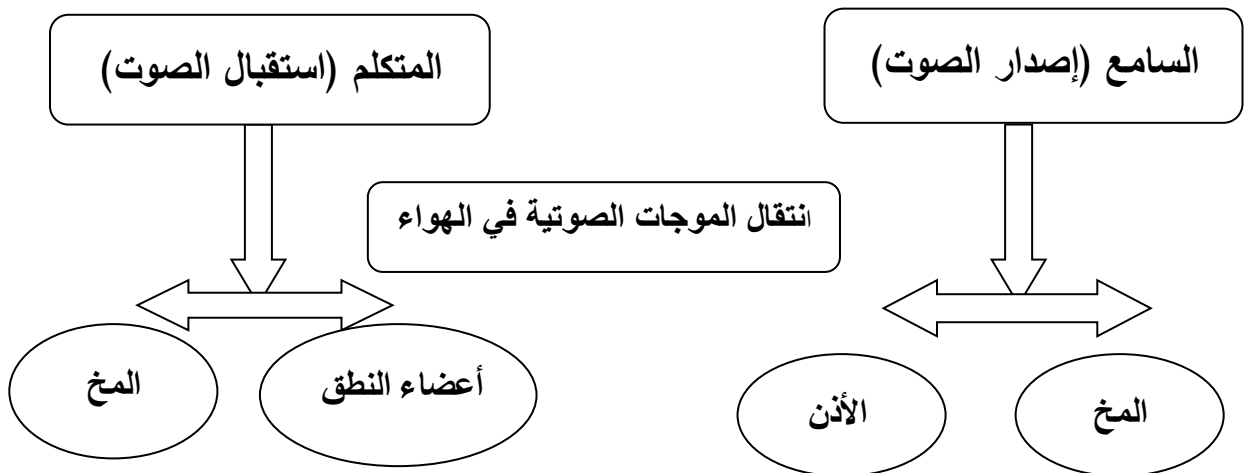 السامع (إصدار الصوت)
المتكلم (استقبال الصوت)
انتقال الموجات الصوتية في الهواء
المخ
الأذن
أعضاء النطق
المخ